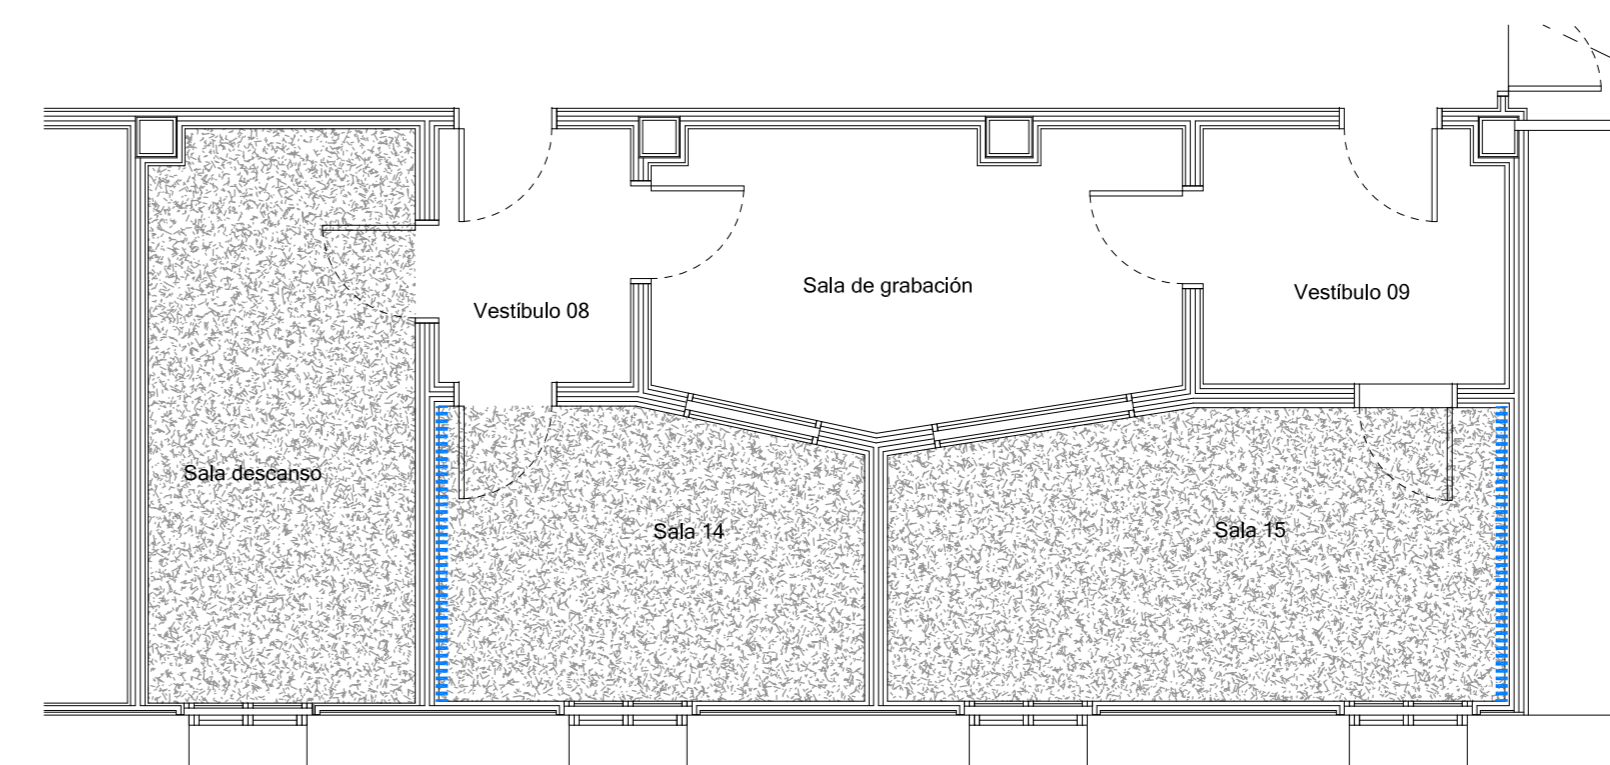 Sala de grabación
Vestíbulo 09
Vestíbulo 08
Sala descanso
Sala 14
Sala 15